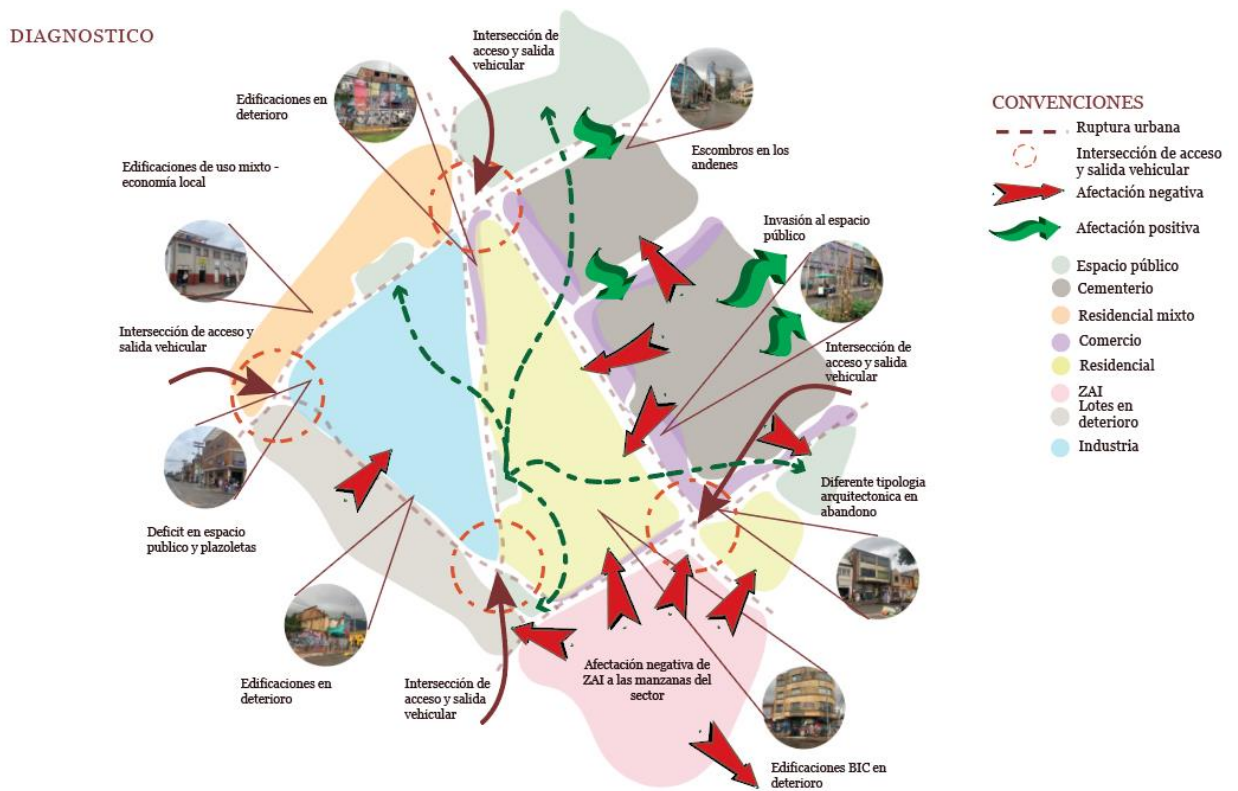 DIAGNOSTICO
Intersección de
acceso y salida
vehicular
Edificaciones en
deterioro
Escombros en los
andenes
Edificaciones de uso mixto -
economía local
Invasión al espacio
público
Intersección de acceso y
salida vehicular
Intersección de
acceso y salida
vehicular
Deficit en espacio
publico y plazoletas
Diferente tipologia
arquitectonica en
abandono
Edificaciones en
deterioro
Intersección de
acceso y salida
vehicular
Afectación negativa de
ZAI a las manzanas del
sector
Edificaciones BIC en
deterioro
CONVENCIONES
Ruptura urbana
Intersección de acceso
y salida vehicular
Afectación negativa
Afectación positiva
Espacio público
Cementerio
Residencial mixto
Comercio
Residencial
ZAI
Lotes en
deterioro
Industria